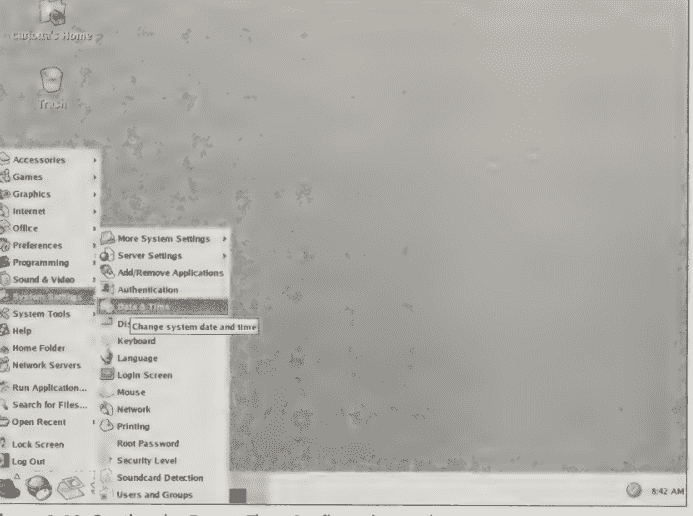 Carlotta's Home
Trash
Accessories
Games
Graphics
Internet
Office
Preferences
Programming
Sound & Video
System Settings
System Tools
Help
Home Folder
Network Servers
Run Application...
Search for Files...
Open Recent
Lock Screen
Log Out
More System Settings
Server Settings
Add/Remove Applications
Authentication
Date & Time
Change system date and time
Keyboard
Language
Login Screen
Mouse
Network
Printing
Root Password
Security Level
Soundcard Detection
Users and Groups
8:42 AM